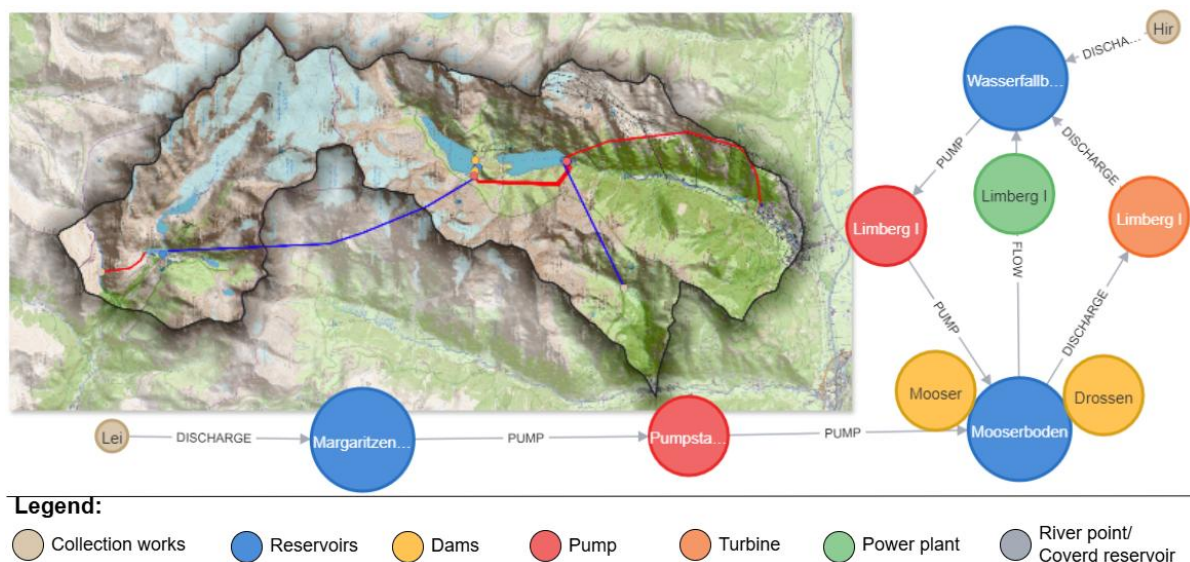 Hir
DISCHA...
Wasserfallb...
PUMP
DISCHARGE
Limberg I
Limberg I
Limberg I
FLOW
PUMP
DISCHARGE
Mooser
Drossen
Mooserboden
Lei
DISCHARGE
Margaritzen...
PUMP
Pumpsta...
PUMP
Legend:
Collection works
Reservoirs
Dams
Pump
Turbine
Power plant
River point/
Coverd reservoir